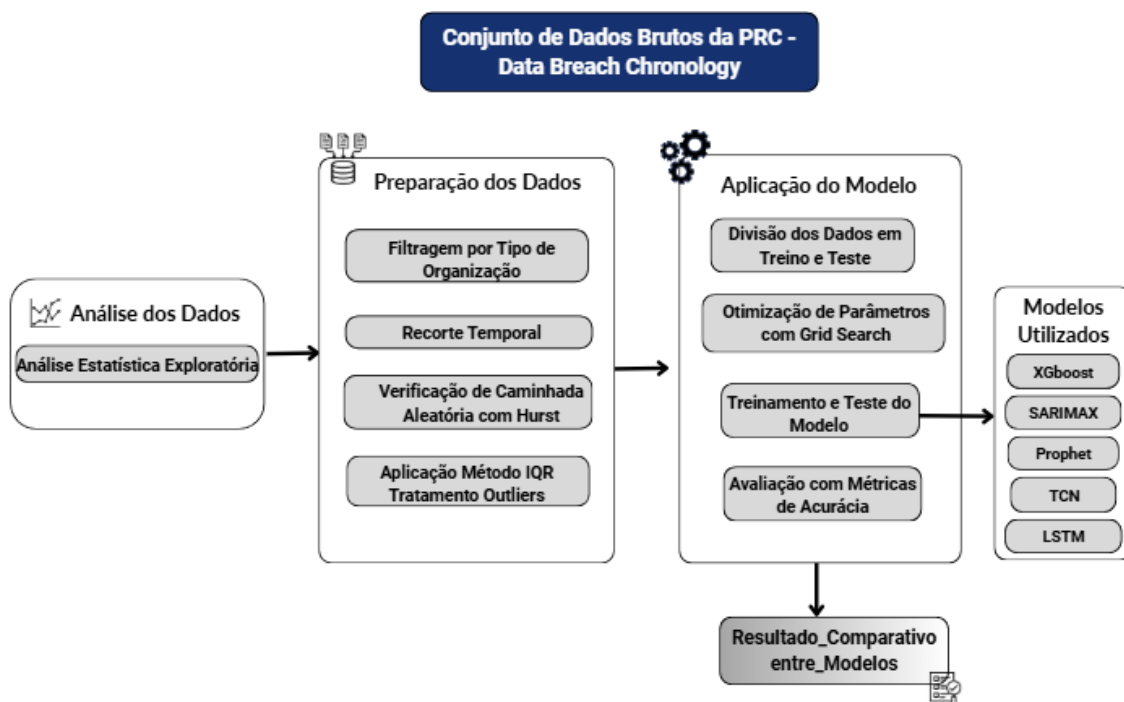 Conjunto de Dados Brutos da PRC -
Data Breach Chronology
Análise dos Dados
Análise Estatística Exploratória
Preparação dos Dados
Filtragem por Tipo de
Organização
Recorte Temporal
Verificação de Caminhada
Aleatória com Hurst
Aplicação Método IQR
Tratamento Outliers
Aplicação do Modelo
Divisão dos Dados em
Treino e Teste
Otimização de Parâmetros
com Grid Search
Treinamento e Teste do
Modelo
Avaliação com Métricas
de Acurácia
Modelos
Utilizados
XGboost
SARIMAX
Prophet
TCN
LSTM
Resultado_Comparativo
entre_Modelos